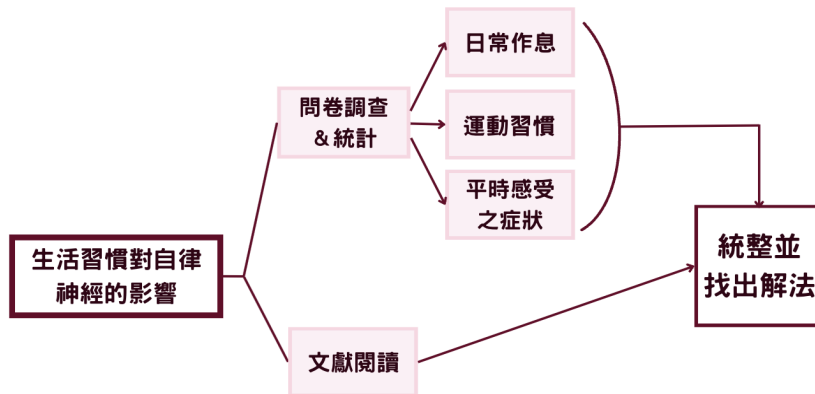 生活習慣對自律
神經的影響
問卷調查
&統計
日常作息
運動習慣
平時感受
之症狀
文獻閱讀
統整並
找出解法